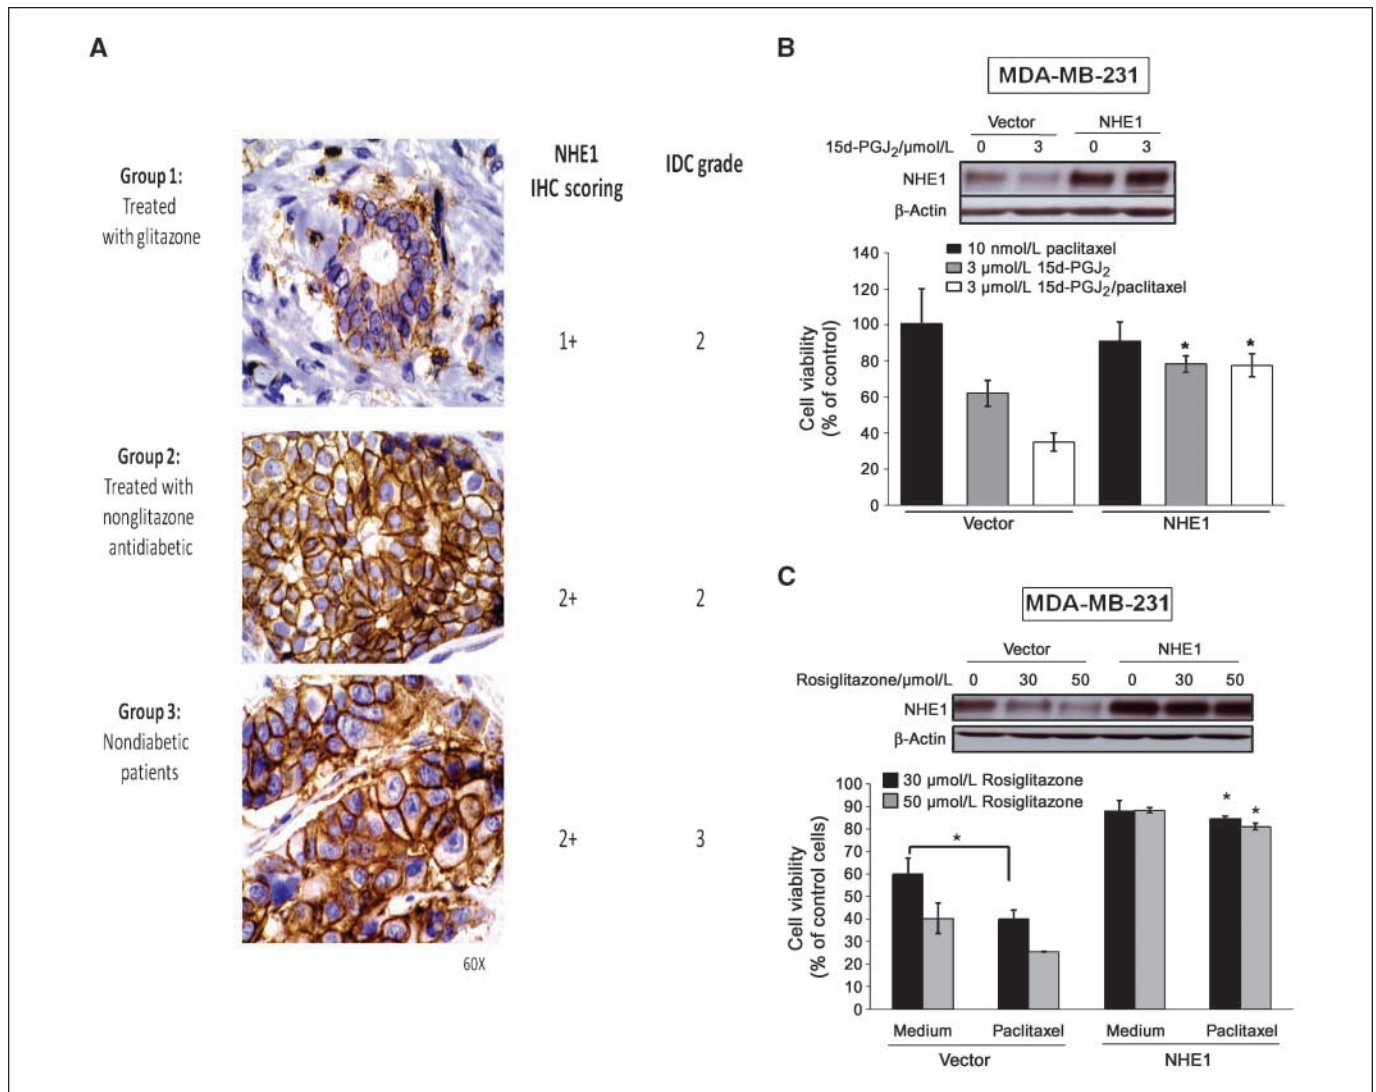 A
Group 1:
Treated
with glitazone
NHE1
IHC scoring
IDC grade
1+
2
Group 2:
Treated with
nonglitazone
antidiabetic
2+
2
Group 3:
Nondiabetic
patients
2+
3
60X
B
MDA-MB-231
Vector NHE1
15d-PGJ₂/μmol/L 0 3 0 3
NHE1
β-Actin
10 nmol/L paclitaxel
3 μmol/L 15d-PGJ₂
3 μmol/L 15d-PGJ₂/paclitaxel
Cell viability
(% of control)
140
120
100
80
60
40
20
0
* *
Vector NHE1
C
MDA-MB-231
Vector NHE1
Rosiglitazone/μmol/L 0 30 50 0 30 50
NHE1
β-Actin
30 μmol/L Rosiglitazone
50 μmol/L Rosiglitazone
Cell viability
(% of control cells)
100
90
80
70
60
40
30
20
10
0
* * *
Medium Paclitaxel Medium Paclitaxel
Vector NHE1